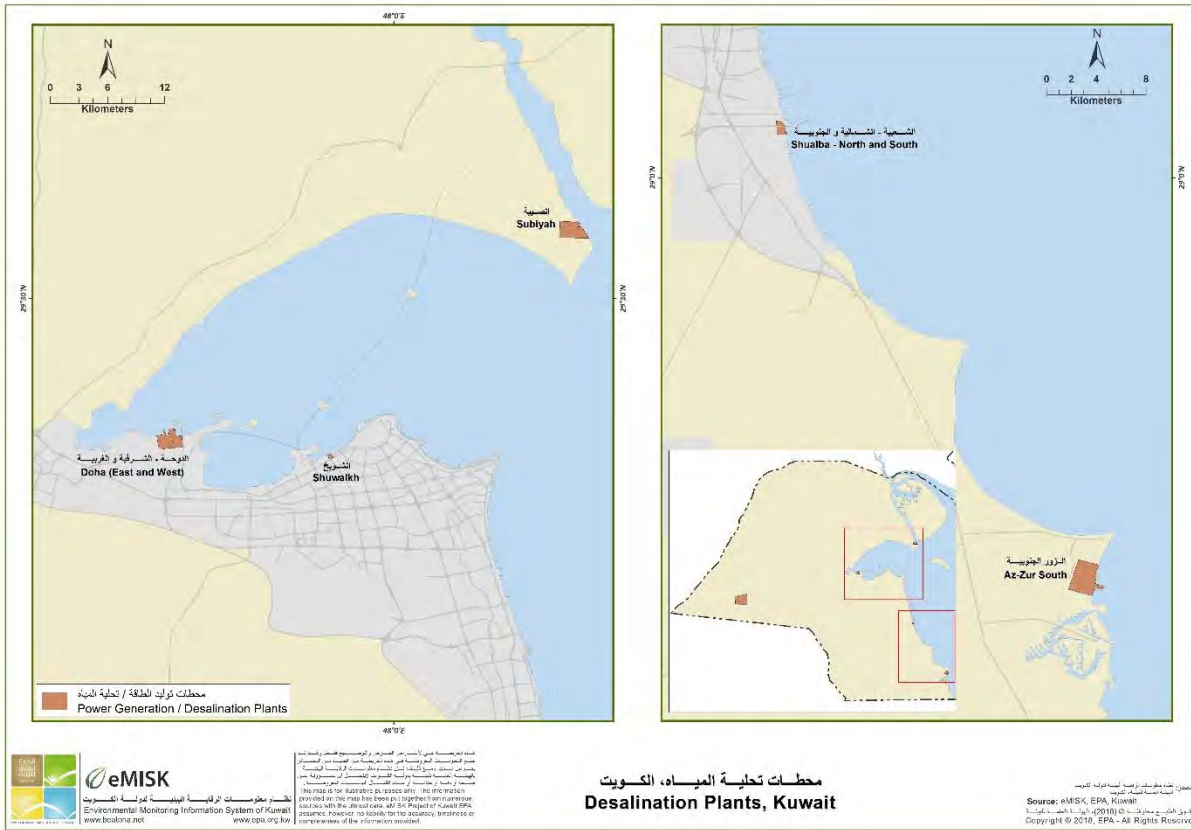 48°0'E
N
0 3 6 12
Kilometers
29°30'N
29°30'N
الصبية
Subiyah
الدوحة - الشرقية و الغربية
Doha (East and West)
الشويخ
Shuwaikh
محطات توليد الطاقة / تحلية المياه
Power Generation / Desalination Plants
48°0'E
N
0 2 4 8
Kilometers
29°0'N
29°0'N
الشعيبة - الشمالية و الجنوبية
Shuaiba - North and South
الزور الجنوبية
Az-Zur South
eMISK
نظام معلومات الرقابة البيئية لدولة الكويت
Environmental Monitoring Information System of Kuwait
www.beatona.net www.epa.org.kw
This map is for illustrative purposes only. The information
provided on this map has been put together from numerous
sources with the utmost care. eMISK Project of Kuwait EPA
assumes, however, no liability for the accuracy, timeliness or
completeness of the information provided.
محطات تحلية المياه، الكويت
Desalination Plants, Kuwait
Source: eMISK, EPA, Kuwait
Copyright © 2018, EPA - All Rights Reserve